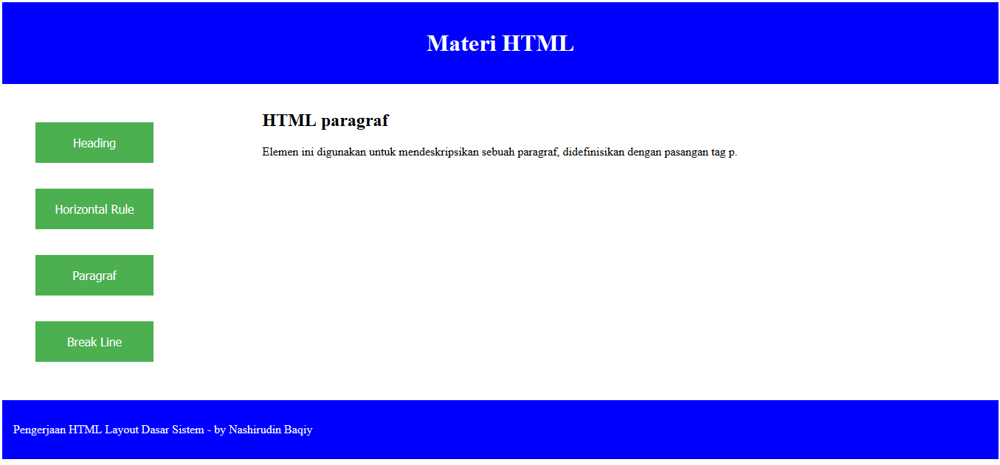 Materi HTML
Heading
Horizontal Rule
Paragraf
Break Line
HTML paragraf
Elemen ini digunakan untuk mendeskripsikan sebuah paragraf, didefinisikan dengan pasangan tag p.
Pengerjaan HTML Layout Dasar Sistem - by Nashirudin Baqiy